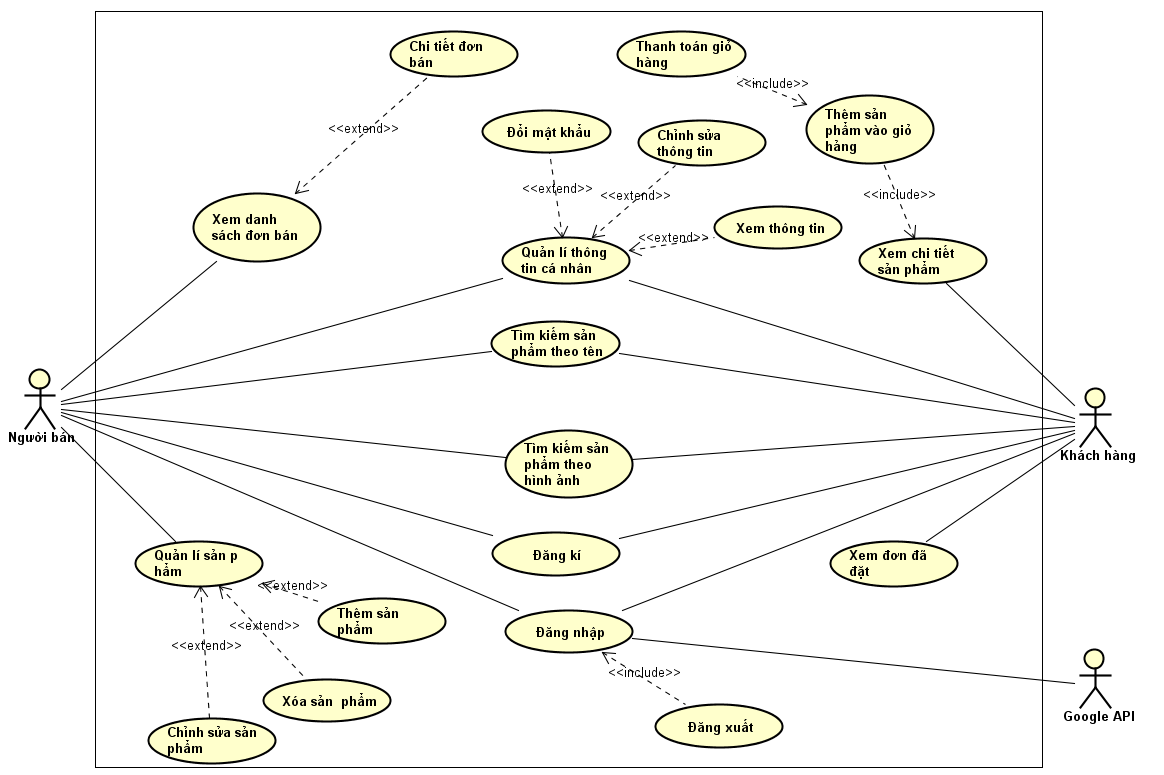 Chi tiết đơn
bán
Thanh toán giỏ
hàng
<<include>>
Thêm sản
phẩm vào giỏ
hảng
<<extend>>
Đổi mật khẩu
Chỉnh sửa
thông tin
<<extend>>
<<extend>>
<<include>>
Xem danh
sách đơn bán
Xem thông tin
<<extend>>
Quản lí thông
tin cá nhân
Xem chi tiết
sản phẩm
Tìm kiếm sản
phẩm theo tên
Người bán
Khách hàng
Tìm kiếm sản
phẩm theo
hình ảnh
Quản lí sản p
hẩm
Đăng kí
Xem đơn đã
đặt
<<extend>>
Thêm sản
phẩm
<<extend>>
Đăng nhập
<<extend>>
<<include>>
Xóa sản  phẩm
Google API
Chỉnh sửa sản
phẩm
Đăng xuất